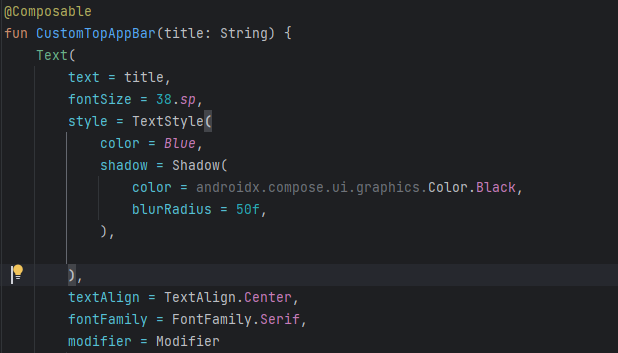 @Composable
fun CustomTopAppBar(title: String) {
    Text(
        text = title,
        fontSize = 38.sp,
        style = TextStyle(
            color = Blue,
            shadow = Shadow(
                color = androidx.compose.ui.graphics.Color.Black,
                blurRadius = 50f,
            ),

        ),
        textAlign = TextAlign.Center,
        fontFamily = FontFamily.Serif,
        modifier = Modifier